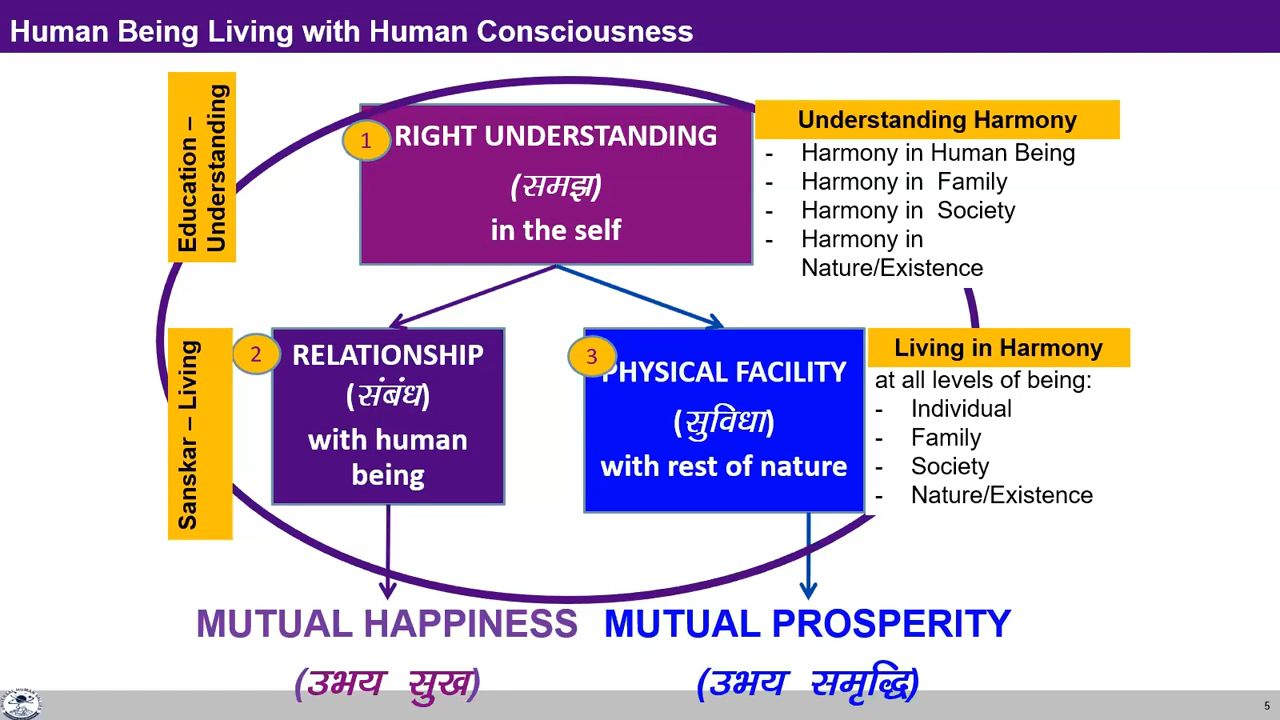 Human Being Living with Human Consciousness
Education –
Understanding
1
RIGHT UNDERSTANDING
(समझ)
in the self
Understanding Harmony
- Harmony in Human Being
- Harmony in Family
- Harmony in Society
- Harmony in
Nature/Existence
Sanskar – Living
2
RELATIONSHIP
(संबंध)
with human
being
3
PHYSICAL FACILITY
(सुविधा)
with rest of nature
Living in Harmony
at all levels of being:
- Individual
- Family
- Society
- Nature/Existence
MUTUAL HAPPINESS
(उभय सुख)
MUTUAL PROSPERITY
(उभय समृद्धि)
5